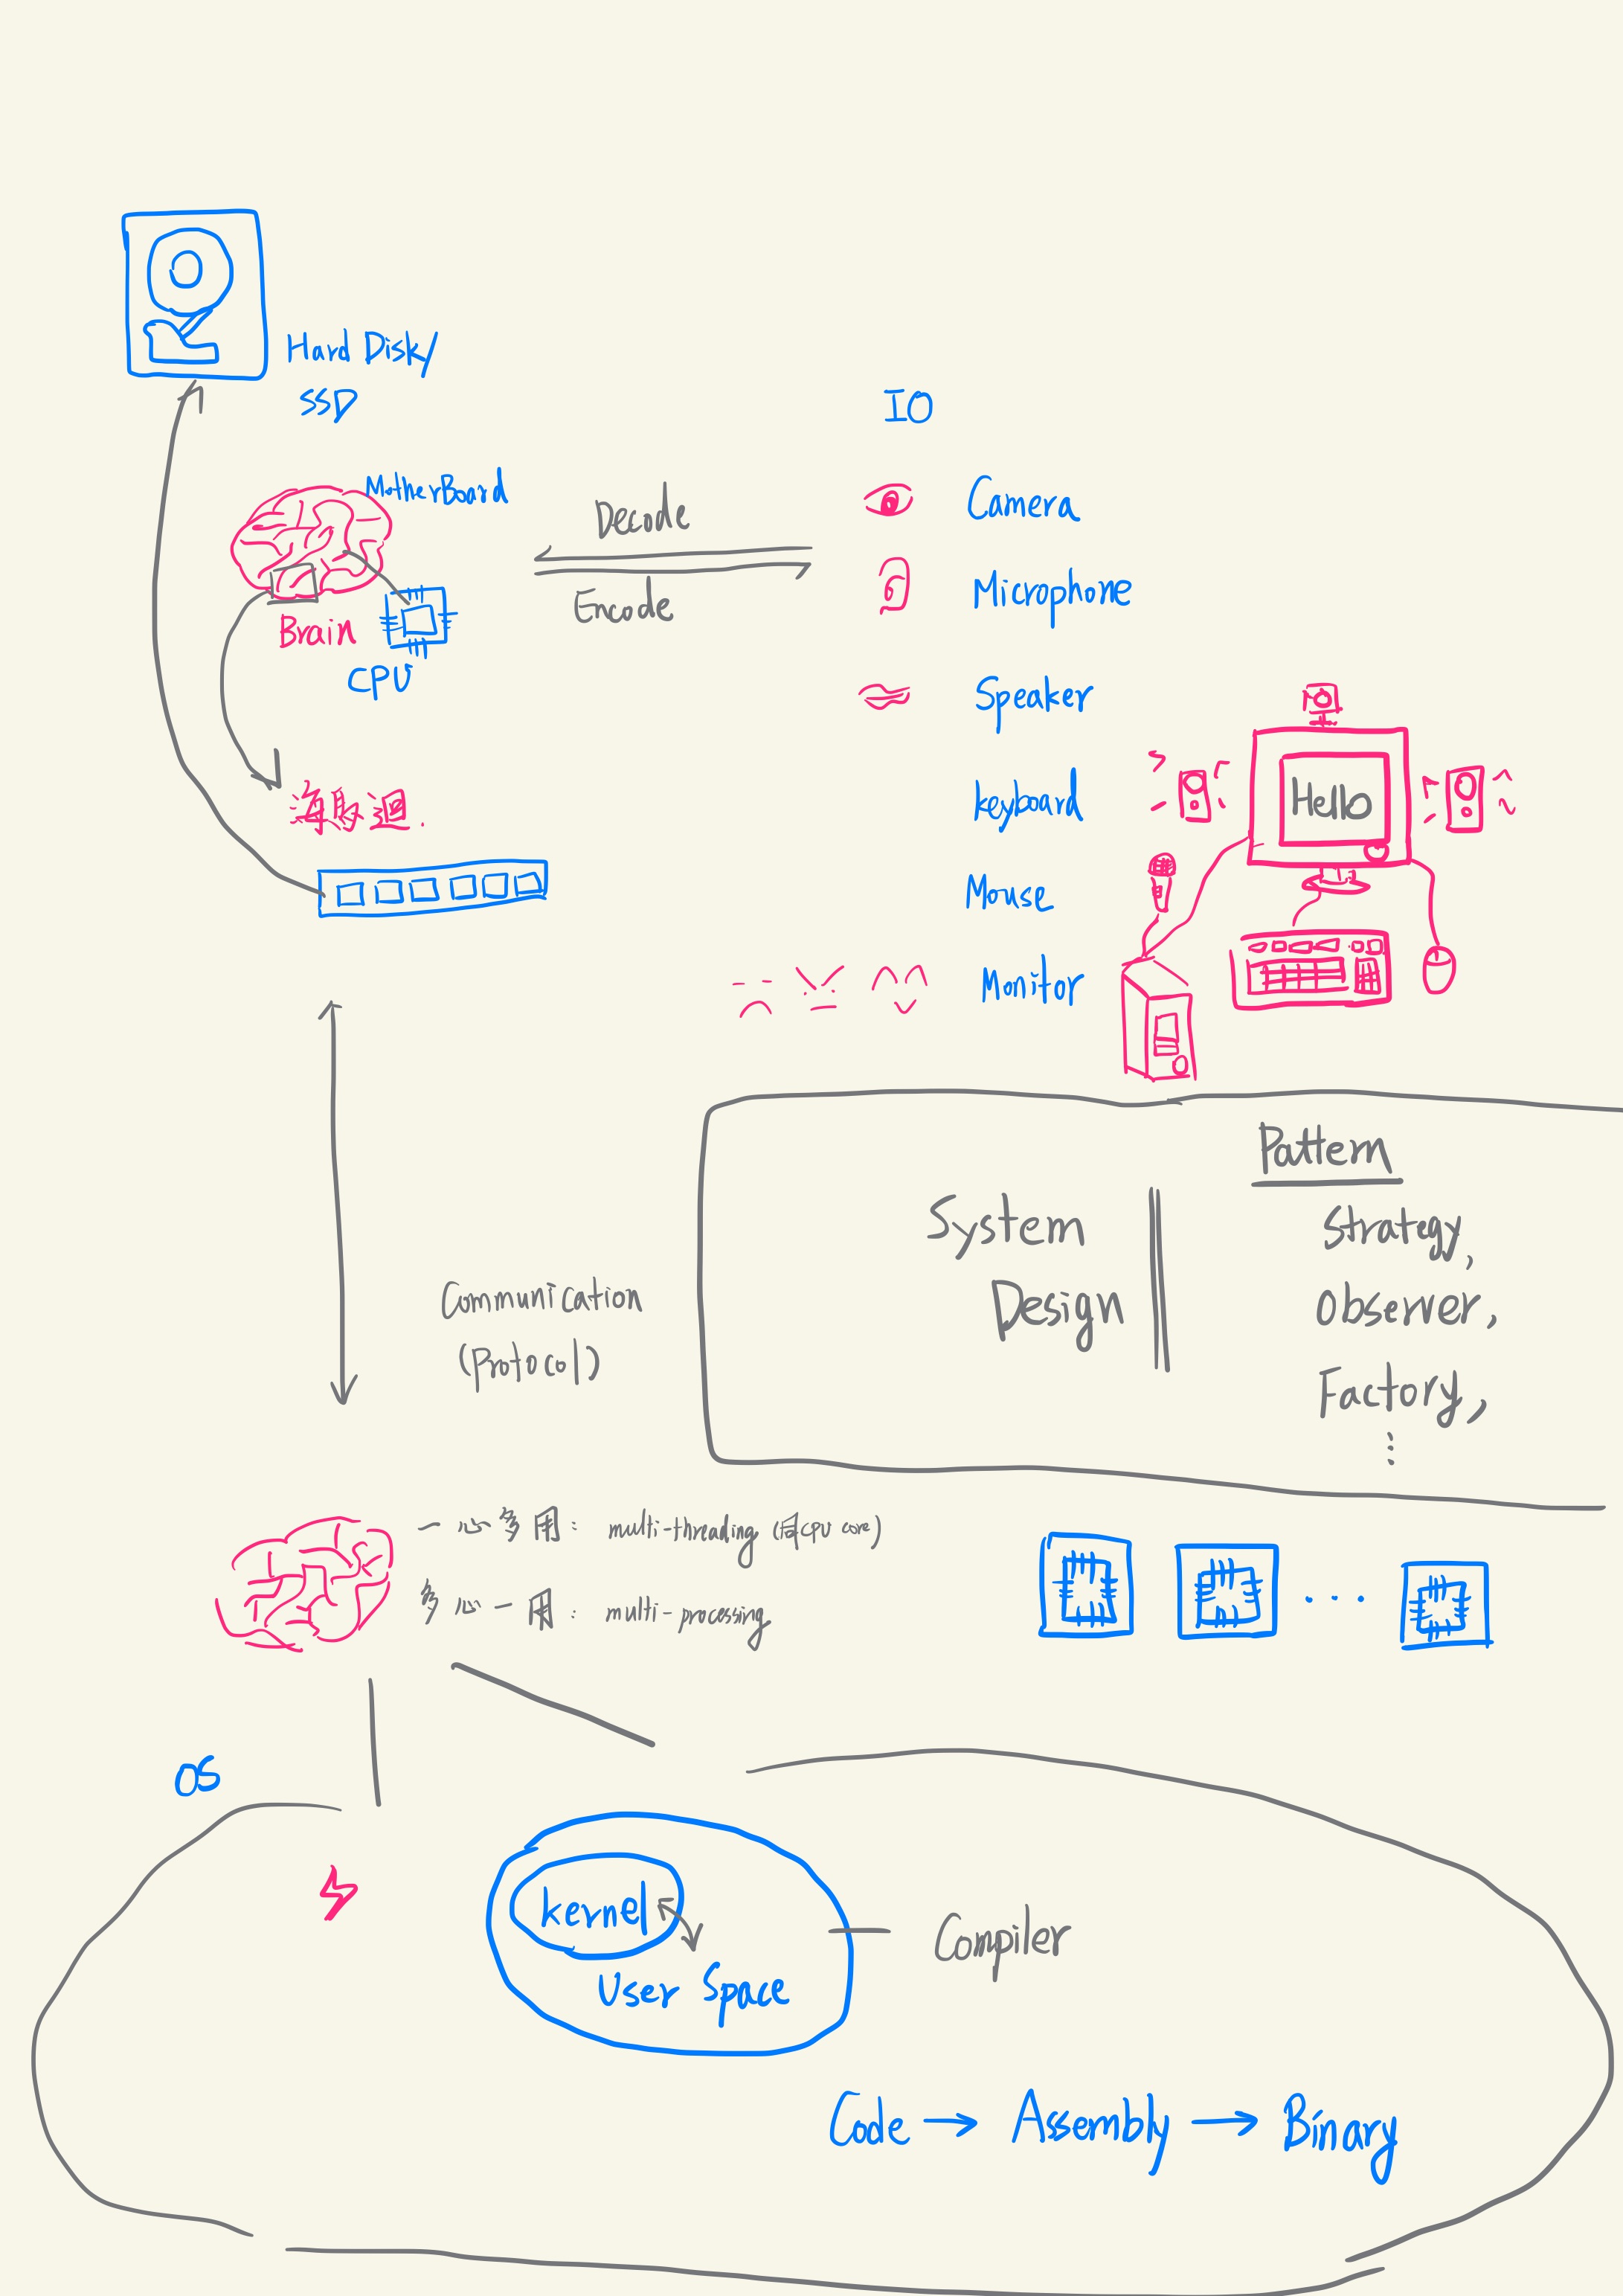 Hard Disk/
SSD
IO
MotherBoard
Decode
Encode
Brain
CPU
Camera
Microphone
Speaker
keyboard
Mouse
Monitor
Hello
海馬迴.
Communication
(Protocol)
System
Design
Pattern
Strategy,
Observer,
Factory,
⋮
一心多用: multi-threading (同CPU core)
多心一用: multi-processing
...
OS
kernel
User Space
Compiler
Code → Assembly → Binary